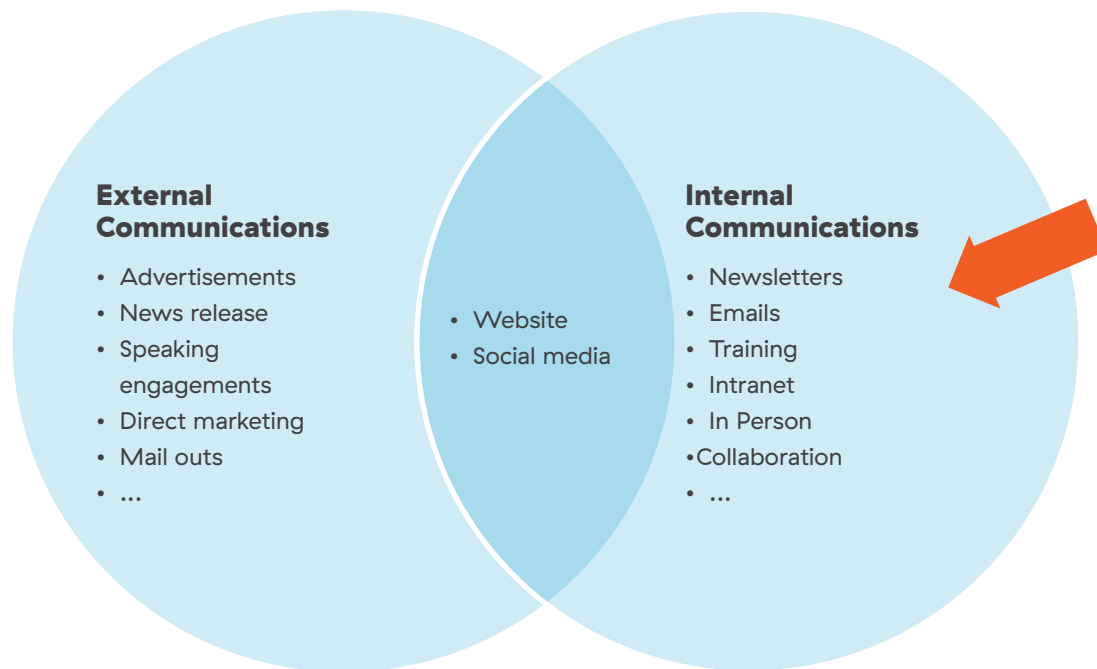 External
Communications
• Advertisements
• News release
• Speaking
engagements
• Direct marketing
• Mail outs
• ...
• Website
• Social media
Internal
Communications
• Newsletters
• Emails
• Training
• Intranet
• In Person
•Collaboration
• ...